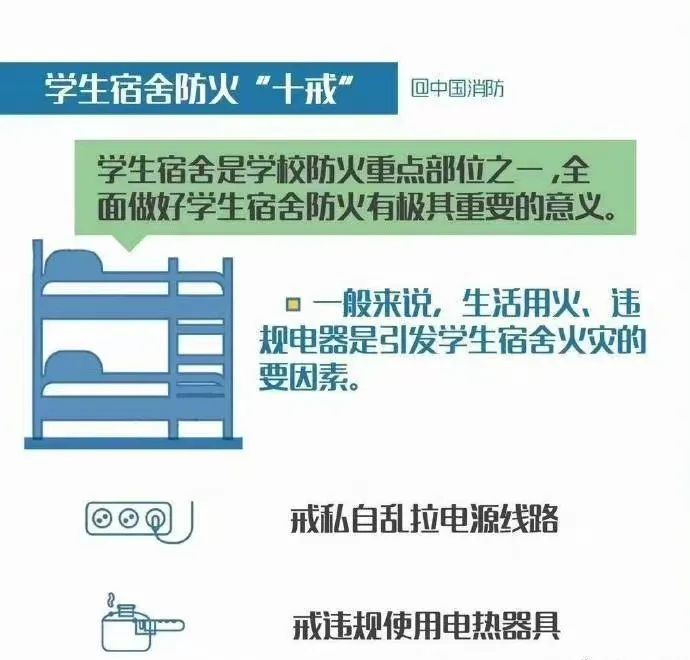 学生宿舍防火“十戒”
@中国消防
学生宿舍是学校防火重点部位之一,全
面做好学生宿舍防火有极其重要的意义。
一般来说，生活用火、违
规电器是引发学生宿舍火灾的
要因素。
戒私自乱拉电源线路
戒违规使用电热器具